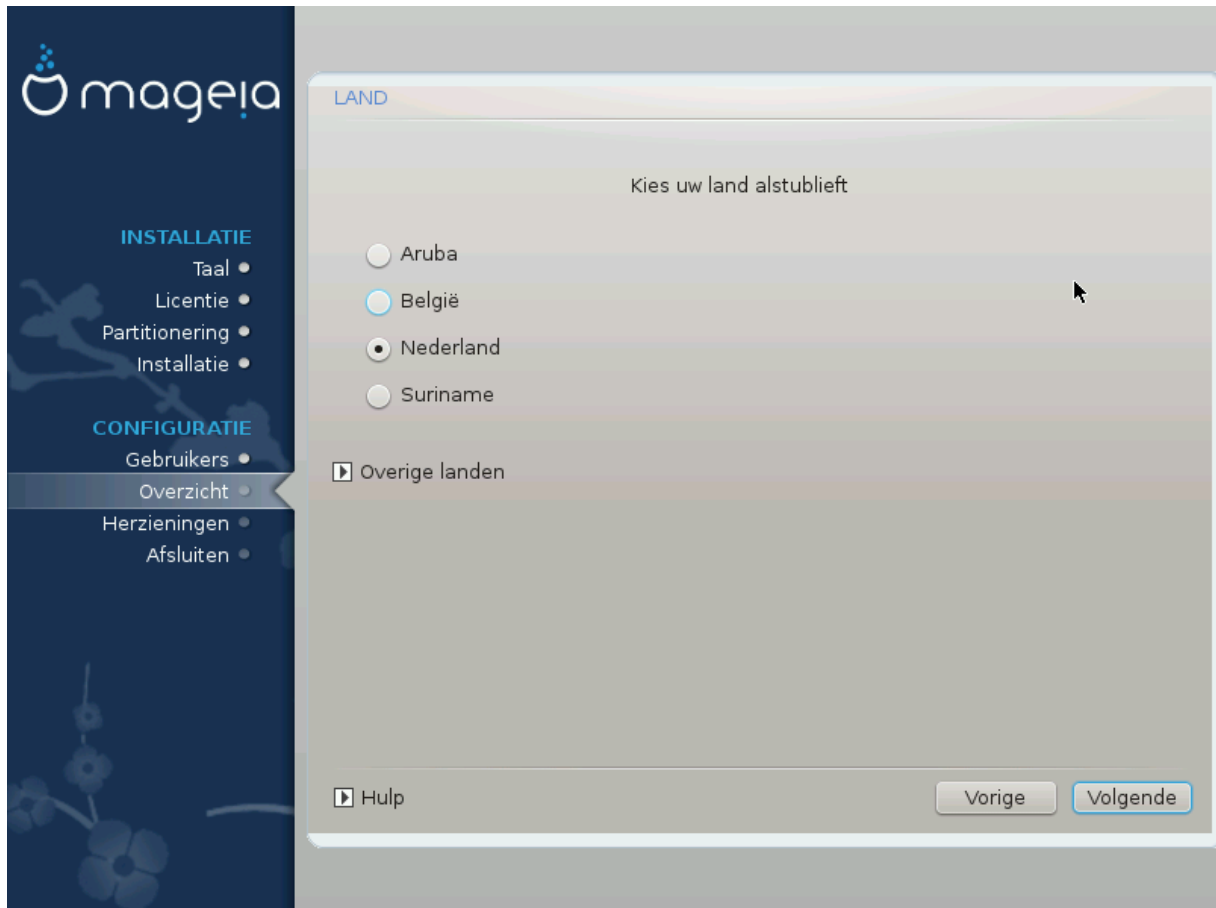 mageia
INSTALLATIE
Taal
Licentie
Partitionering
Installatie
CONFIGURATIE
Gebruikers
Overzicht
Herzieningen
Afsluiten
LAND
Kies uw land alstublieft
Aruba
België
Nederland
Suriname
Overige landen
Hulp
Vorige
Volgende